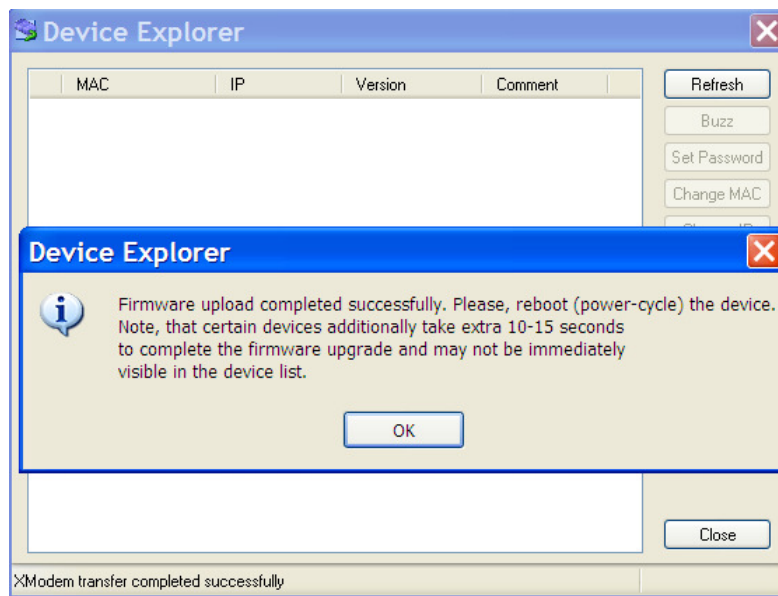 Device Explorer
MAC IP Version Comment
Refresh
Buzz
Set Password
Change MAC
Device Explorer
Firmware upload completed successfully. Please, reboot (power-cycle) the device.
Note, that certain devices additionally take extra 10-15 seconds
to complete the firmware upgrade and may not be immediately
visible in the device list.
OK
Close
XModem transfer completed successfully